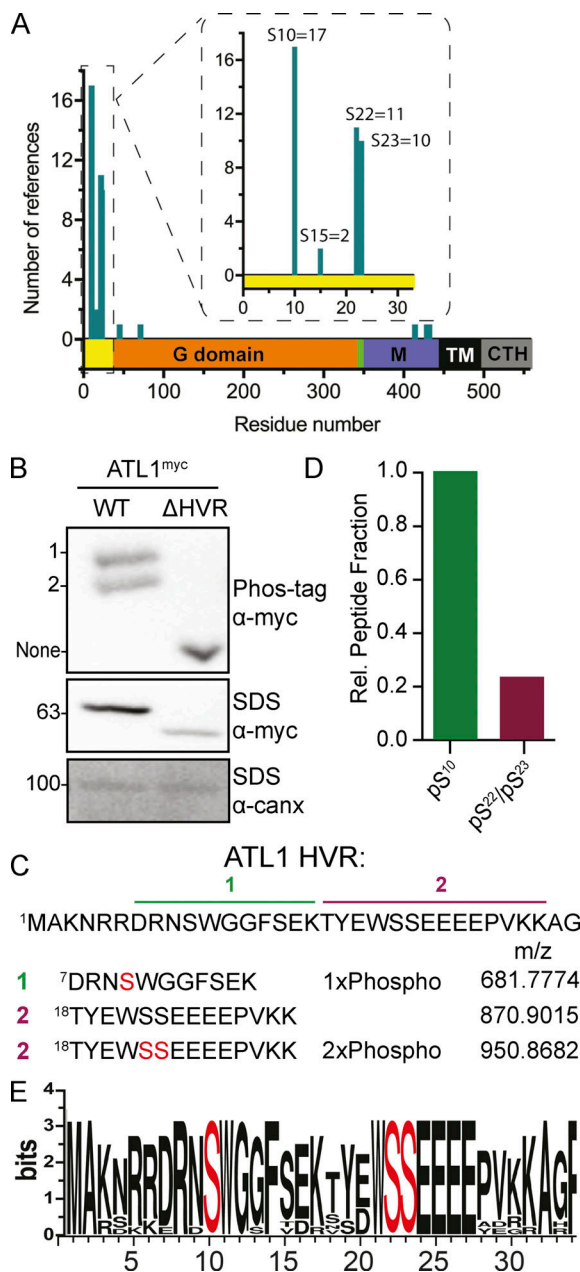 A
Number of references
16
12
8
4
0
S10=17
S22=11
S23=10
S15=2
16
12
8
4
0
0 10 20 30
G domain M TM CTH
0 100 200 300 400 500
Residue number
B
ATL1myc
WT ΔHVR
1
2
None
Phos-tag
α-myc
63
SDS
α-myc
100
SDS
α-canx
D
Rel. Peptide Fraction
1.0
0.8
0.6
0.4
0.2
0.0
pS10 pS22/pS23
C
ATL1 HVR:
1 2
1MAKNRRDRNSWGGFSEKTYEWSSEEEEPVKKAG
m/z
1 7DRNSWGGFSEK 1xPhospho 681.7774
2 18TYEWSSEEEEPVKK 870.9015
2 18TYEWSSEEEEPVKK 2xPhospho 950.8682
E
bits
4
3
2
1
0
MAKNRRDRNSWGGFSEKTYEWSSEEEEPVKKAGF
5 10 15 20 25 30